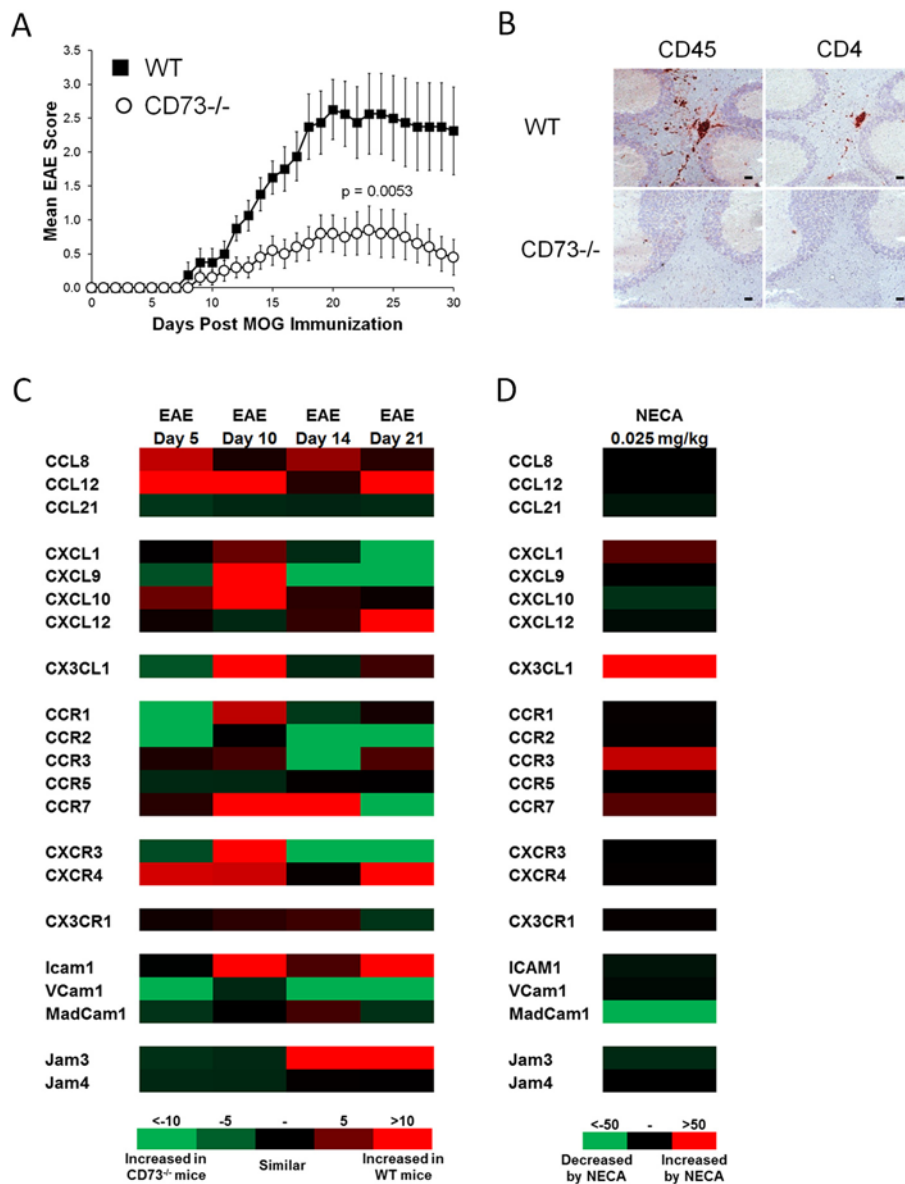 A
3.5
3.0
2.5
2.0
1.5
1.0
0.5
0.0
Mean EAE Score
WT
CD73-/-
p = 0.0053
0 5 10 15 20 25 30
Days Post MOG Immunization
B
CD45 CD4
WT
CD73-/-
C
EAE EAE EAE EAE
Day 5 Day 10 Day 14 Day 21
CCL8
CCL12
CCL21
CXCL1
CXCL9
CXCL10
CXCL12
CX3CL1
CCR1
CCR2
CCR3
CCR5
CCR7
CXCR3
CXCR4
CX3CR1
Icam1
VCam1
MadCam1
Jam3
Jam4
<-10 -5 - 5 >10
Increased in
CD73-/- mice
Similar
Increased in
WT mice
D
NECA
0.025 mg/kg
CCL8
CCL12
CCL21
CXCL1
CXCL9
CXCL10
CXCL12
CX3CL1
CCR1
CCR2
CCR3
CCR5
CCR7
CXCR3
CXCR4
CX3CR1
ICAM1
VCam1
MadCam1
Jam3
Jam4
<-50 - >50
Decreased
by NECA
Increased
by NECA